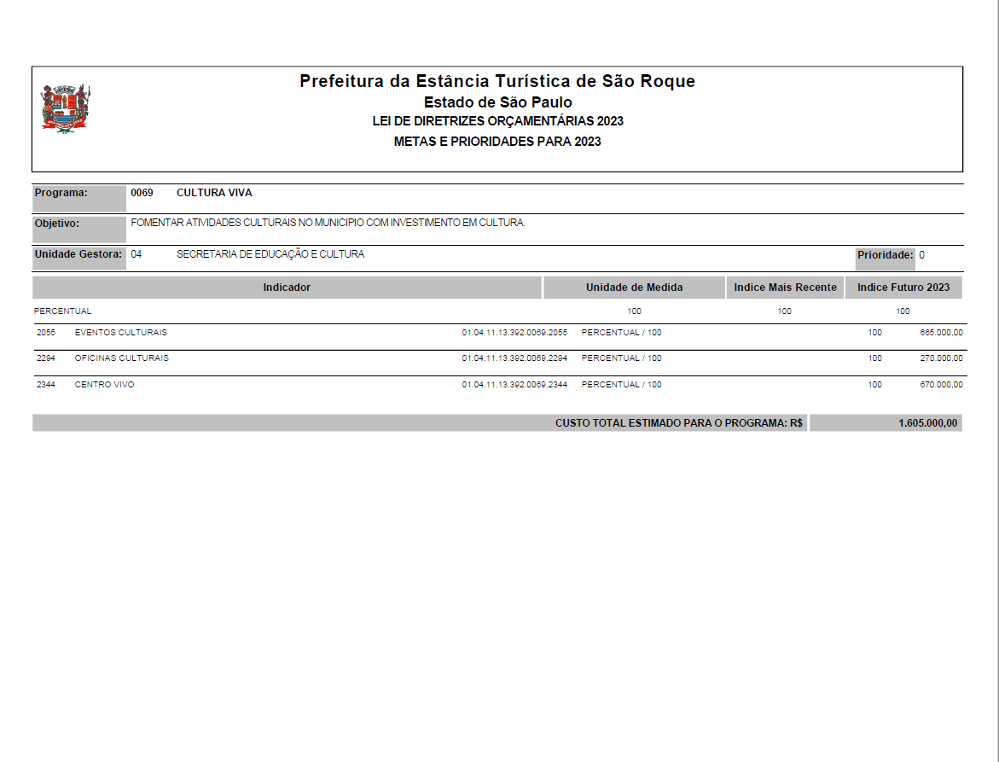 Prefeitura da Estância Turística de São Roque
Estado de São Paulo
LEI DE DIRETRIZES ORÇAMENTÁRIAS 2023
METAS E PRIORIDADES PARA 2023
Programa: 0069 CULTURA VIVA
Objetivo: FOMENTAR ATIVIDADES CULTURAIS NO MUNICIPIO COM INVESTIMENTO EM CULTURA.
Unidade Gestora: 04 SECRETARIA DE EDUCAÇÃO E CULTURA Prioridade: 0
Indicador Unidade de Medida Indice Mais Recente Indice Futuro 2023
PERCENTUAL 100 100 100
2055 EVENTOS CULTURAIS 01.04.11.13.392.0069.2055 PERCENTUAL / 100 100 665.000,00
2294 OFICINAS CULTURAIS 01.04.11.13.392.0069.2294 PERCENTUAL / 100 100 270.000,00
2344 CENTRO VIVO 01.04.11.13.392.0069.2344 PERCENTUAL / 100 100 670.000,00
CUSTO TOTAL ESTIMADO PARA O PROGRAMA: R$ 1.605.000,00